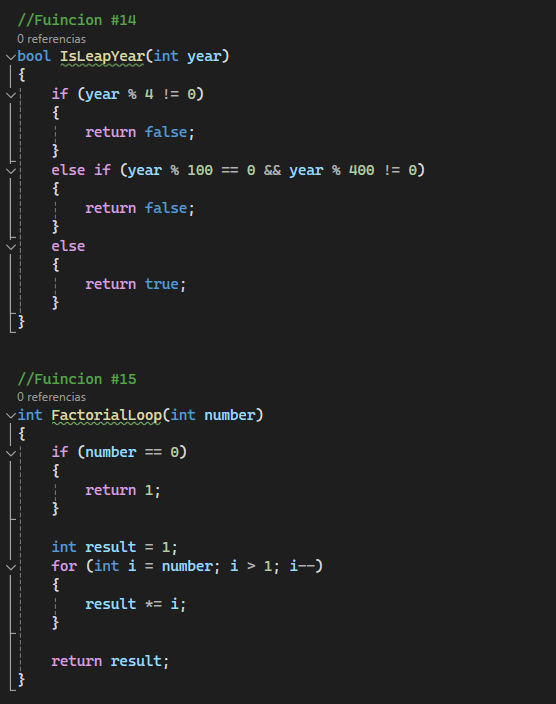 //Fuincion #14
0 referencias
bool IsLeapYear(int year)
{
    if (year % 4 != 0)
    {
        return false;
    }
    else if (year % 100 == 0 && year % 400 != 0)
    {
        return false;
    }
    else
    {
        return true;
    }
}
//Fuincion #15
0 referencias
int FactorialLoop(int number)
{
    if (number == 0)
    {
        return 1;
    }
    int result = 1;
    for (int i = number; i > 1; i--)
    {
        result *= i;
    }
    return result;
}